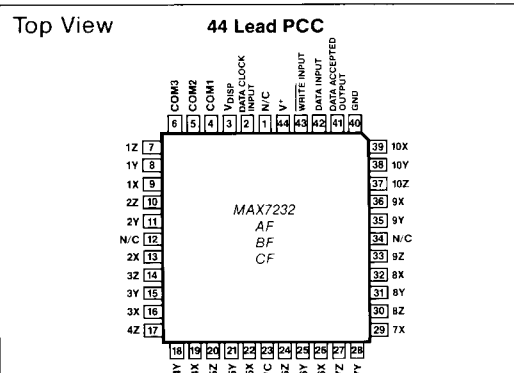 Top View
44 Lead PCC
COM3
COM2
COM1
VDISP
DATA CLOCK INPUT
N/C
V+
WRITE INPUT
DATA INPUT
DATA ACCEPTED OUTPUT
GND
6 5 4 3 2 1 44 43 42 41 40
1Z 7
1Y 8
1X 9
2Z 10
2Y 11
N/C 12
2X 13
3Z 14
3Y 15
3X 16
4Z 17
MAX7232
AF
BF
CF
39 10X
38 10Y
37 10Z
36 9X
35 9Y
34 N/C
33 9Z
32 8X
31 8Y
30 8Z
29 7X
18 19 20 21 22 23 24 25 26 27 28